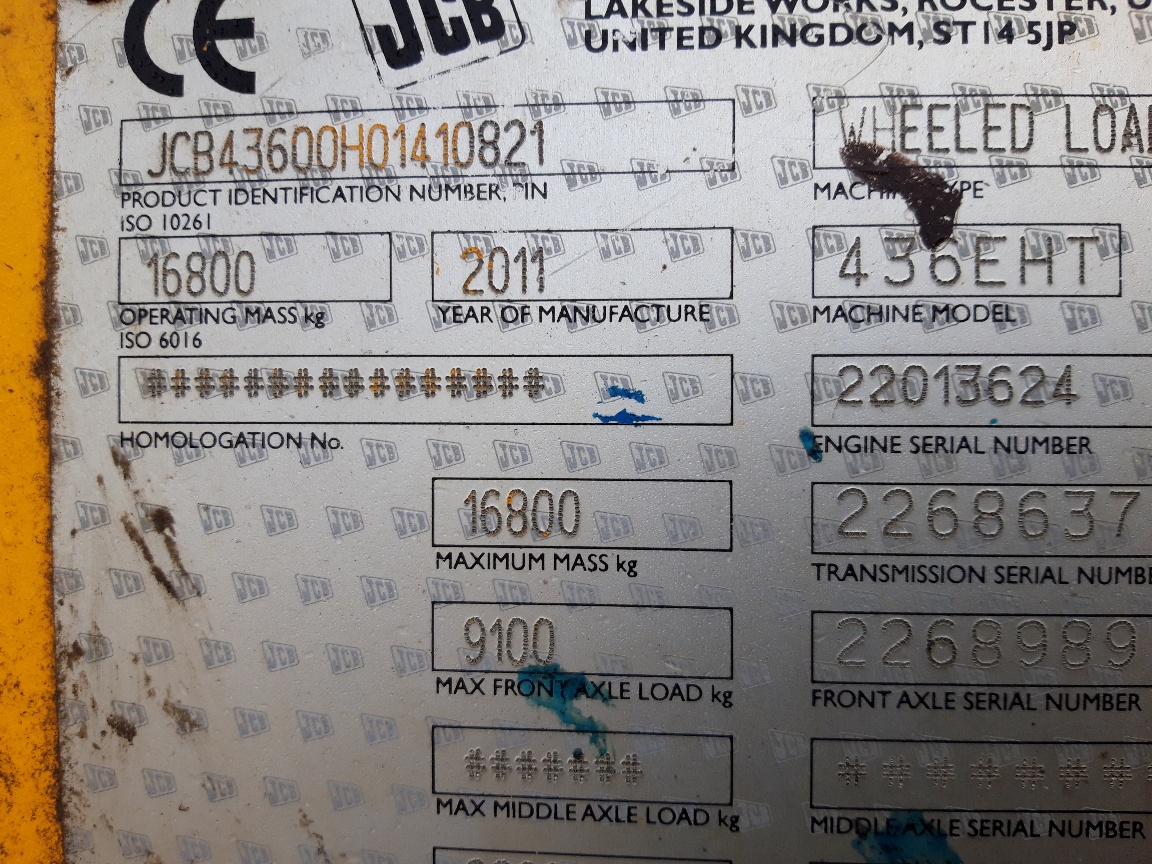 CE
JCB
LAKESIDE WORKS, ROCESTER,
UNITED KINGDOM, ST14 5JP
JCB43600H01410821
PRODUCT IDENTIFICATION NUMBER, PIN
ISO 10261
WHEELED LOA
MACHINE TYPE
16800
OPERATING MASS kg
ISO 6016
2011
YEAR OF MANUFACTURE
436EHT
MACHINE MODEL
################
HOMOLOGATION No.
22013624
ENGINE SERIAL NUMBER
16800
MAXIMUM MASS kg
2268637
TRANSMISSION SERIAL NUMBE
9100
MAX FRONT AXLE LOAD kg
2268989
FRONT AXLE SERIAL NUMBER
#######
MAX MIDDLE AXLE LOAD kg
#######
MIDDLE AXLE SERIAL NUMBER